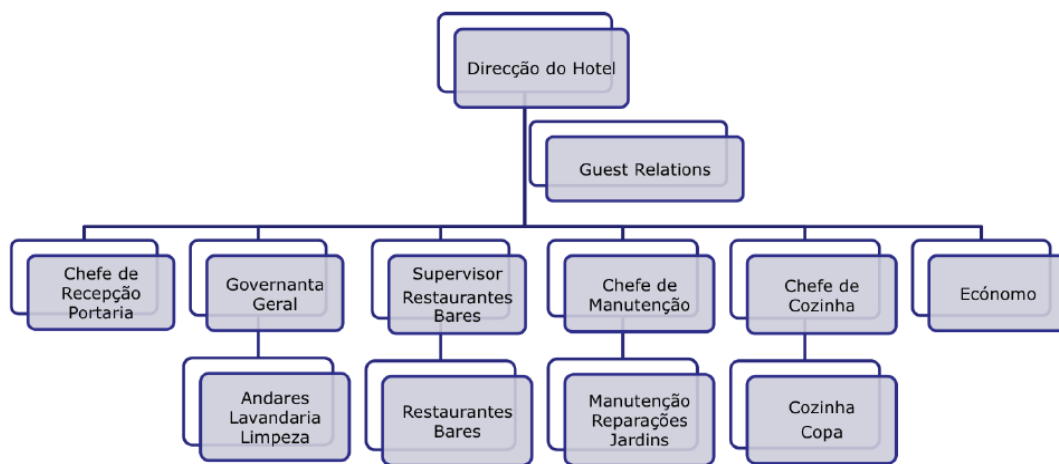 Direcção do Hotel
Guest Relations
Chefe de
Recepção
Portaria
Governanta
Geral
Supervisor
Restaurantes
Bares
Chefe de
Manutenção
Chefe de
Cozinha
Ecónomo
Andares
Lavandaria
Limpeza
Restaurantes
Bares
Manutenção
Reparações
Jardins
Cozinha
Copa